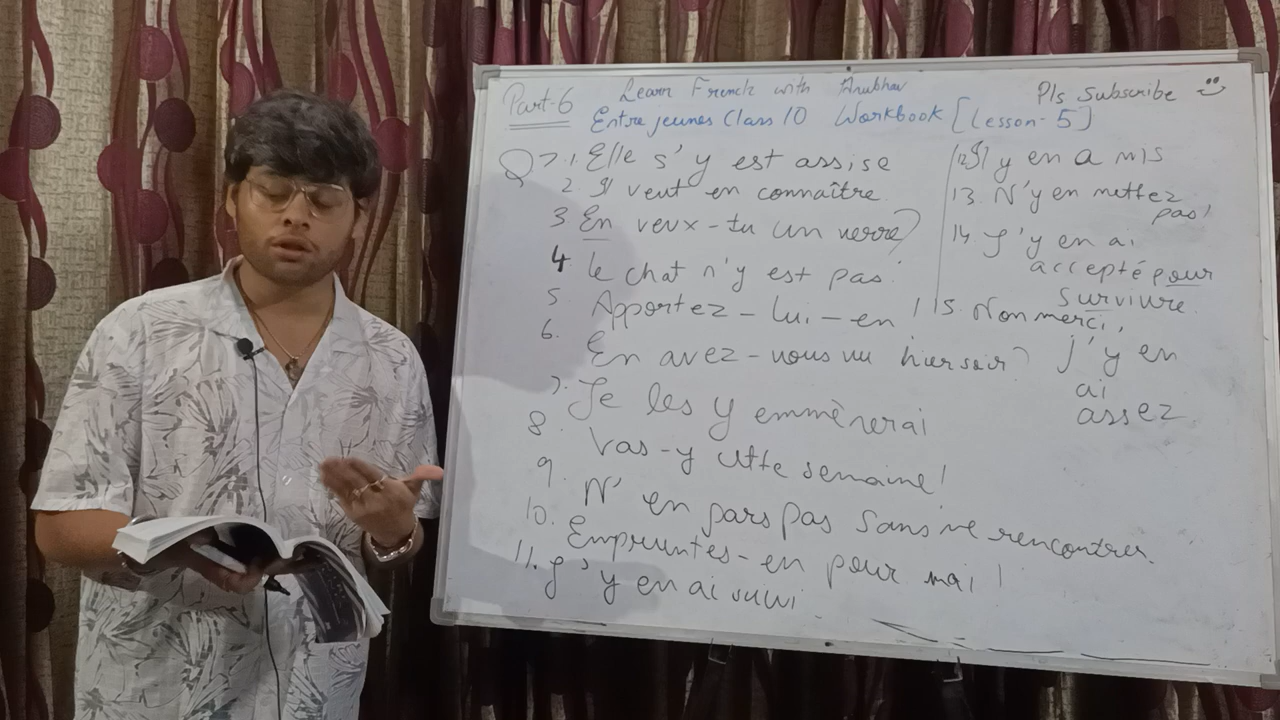 Part-6
Learn French with Anubhav
Pls subscribe
Entre jeunes Class 10 Workbook [Lesson-5]
Q7.1. Elle s'y est assise
2. Il veut en connaître
3 En veux-tu un verre?
4 Le chat n'y est pas!
5. Apportez-lui-en!
6. En avez-vous vu hier soir?
7. Je les y emmènerai
8. Vas-y cette semaine!
9. N'en pars pas sans me rencontrer
10. Empruntes-en pour moi!
11. J'y en ai suivi
12. Il y en a mis
13. N'y en mettez
pas!
14. J'y en ai
accepté pour
survivre.
15. Non merci,
j'y en
ai
assez